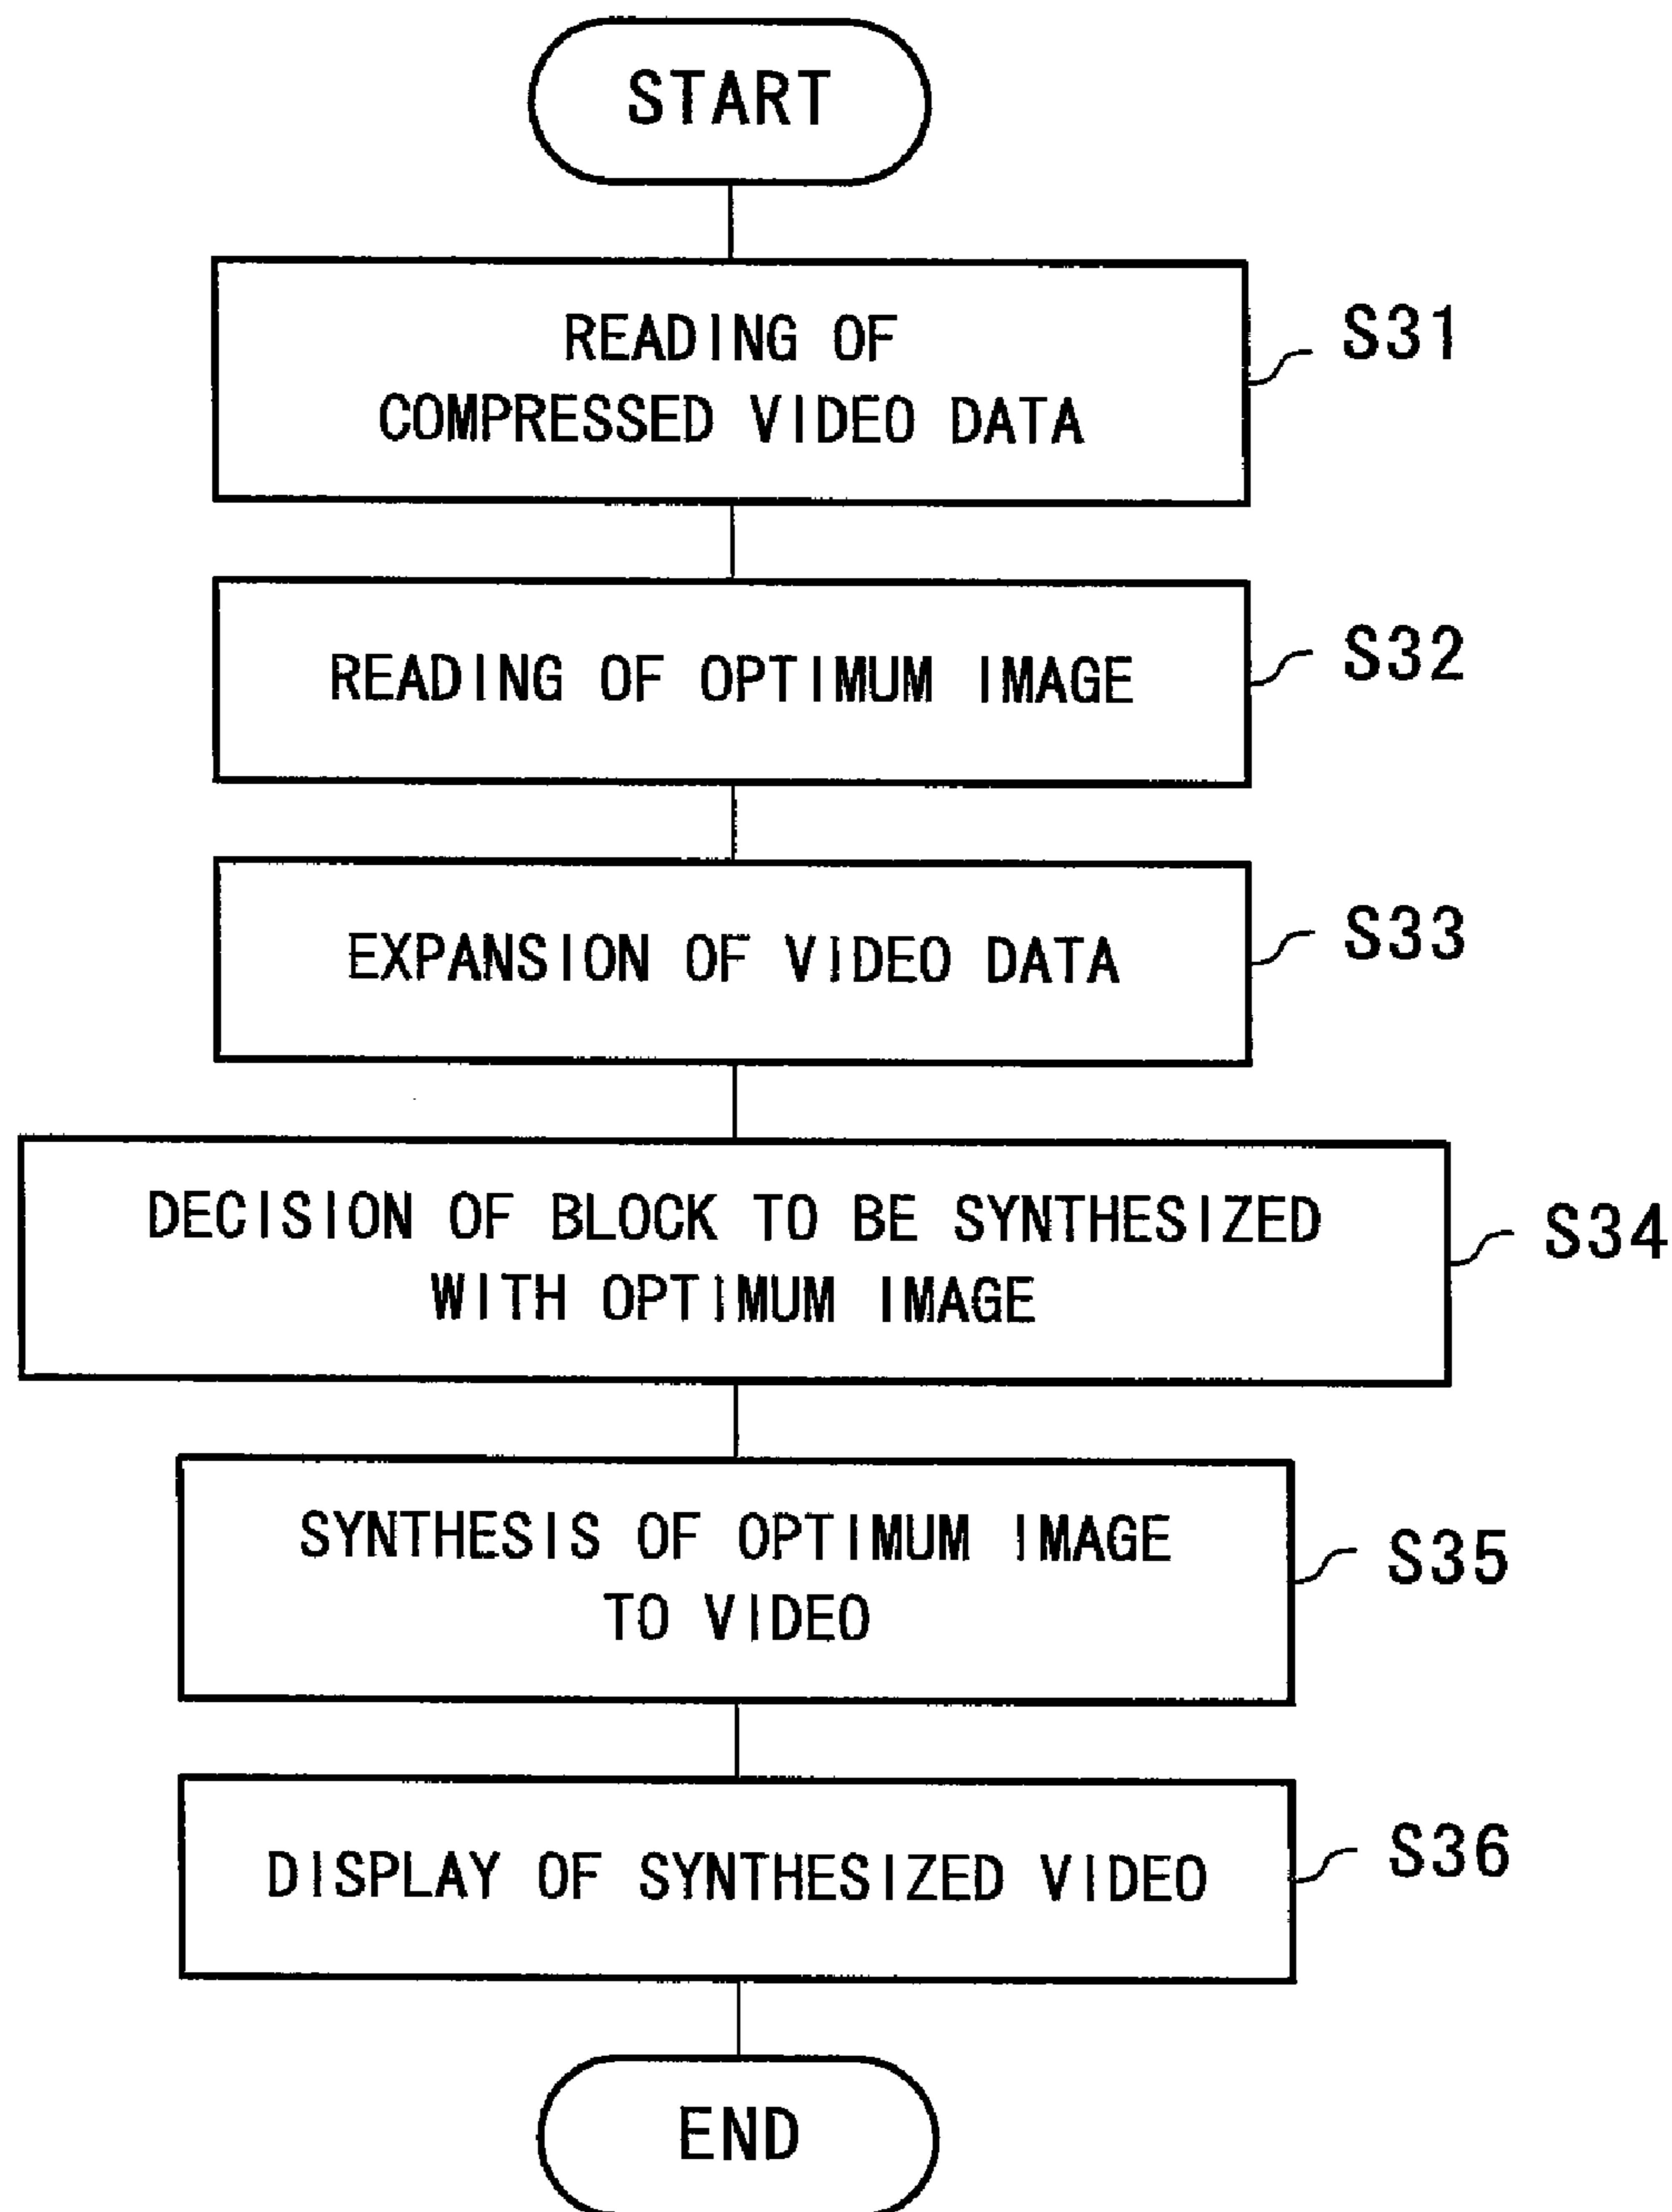 START
READING OF
COMPRESSED VIDEO DATA
S31
READING OF OPTIMUM IMAGE
S32
EXPANSION OF VIDEO DATA
S33
DECISION OF BLOCK TO BE SYNTHESIZED
WITH OPTIMUM IMAGE
S34
SYNTHESIS OF OPTIMUM IMAGE
TO VIDEO
S35
DISPLAY OF SYNTHESIZED VIDEO
S36
END